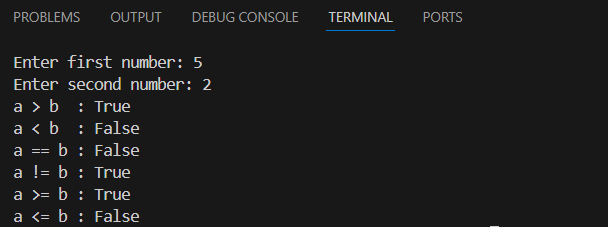 PROBLEMS OUTPUT DEBUG CONSOLE TERMINAL PORTS
Enter first number: 5
Enter second number: 2
a > b  : True
a < b  : False
a == b : False
a != b : True
a >= b : True
a <= b : False